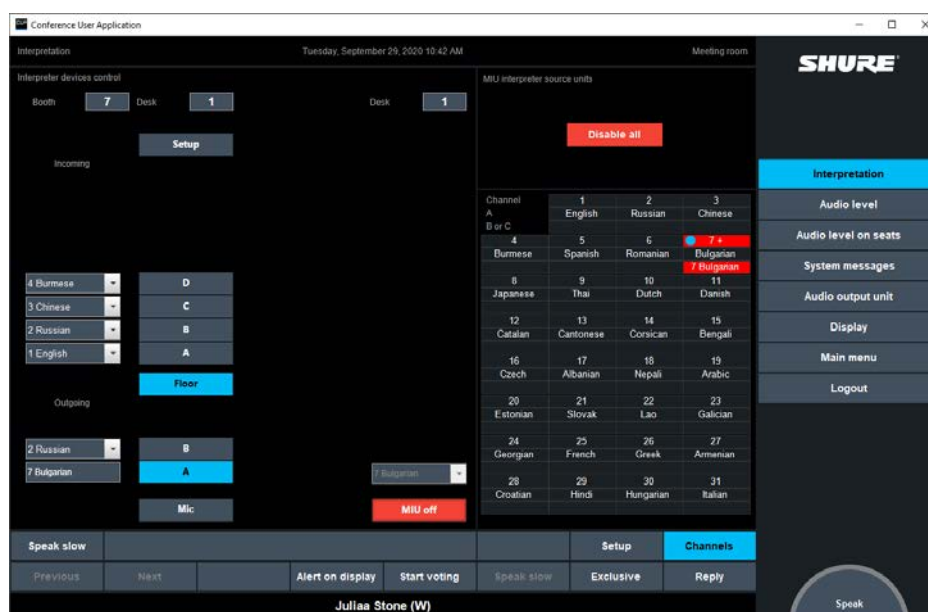 Conference User Application
Interpretation Tuesday, September 29, 2020 10:42 AM Meeting room
SHURE
Interpreter devices control
MIU interpreter source units
Booth 7 Desk 1 Desk 1
Setup
Disable all
Incoming
Interpretation
Audio level
Audio level on seats
System messages
Audio output unit
Display
Main menu
Logout
Channel 1 2 3
A English Russian Chinese
B or C
4 5 6 7 +
Burmese Spanish Romanian Bulgarian
7 Bulgarian
8 9 10 11
Japanese Thai Dutch Danish
12 13 14 15
Catalan Cantonese Corsican Bengali
16 17 18 19
Czech Albanian Nepali Arabic
20 21 22 23
Estonian Slovak Lao Galician
24 25 26 27
Georgian French Greek Armenian
28 29 30 31
Croatian Hindi Hungarian Italian
4 Burmese D
3 Chinese C
2 Russian B
1 English A
Floor
Outgoing
2 Russian B
7 Bulgarian A 7 Bulgarian
Mic MIU off
Speak slow Setup Channels
Previous Next Alert on display Start voting Speak slow Exclusive Reply
Juliaa Stone (W)
Speak